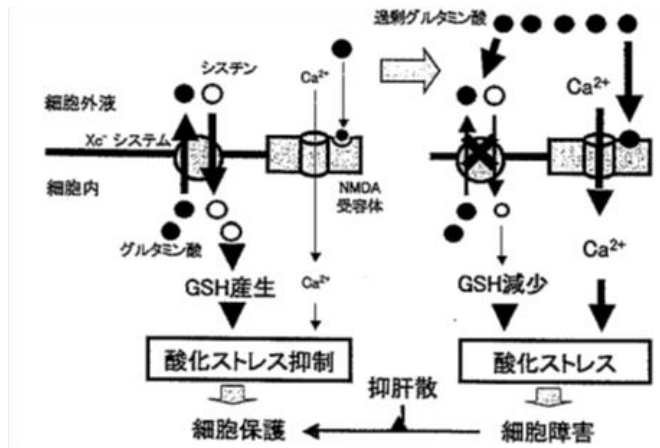 過剰グルタミン酸
システン
Ca²⁺
Ca²⁺
細胞外液
Xc⁻ システム
細胞内
NMDA
受容体
グルタミン酸
GSH産生
Ca²⁺
GSH減少
Ca²⁺
酸化ストレス抑制
酸化ストレス
抑肝散
細胞保護
細胞障害